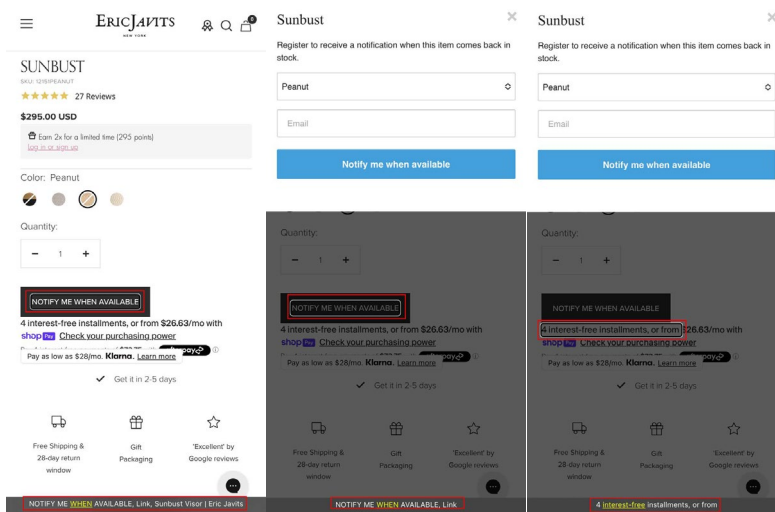 ERICJAVITS
NEW YORK
0
SUNBUST
SKU: 1215PEANUT
27 Reviews
$295.00 USD
Earn 2x for a limited time (295 points)
Log in or sign up
Color: Peanut
Quantity:
− 1 +
NOTIFY ME WHEN AVAILABLE
4 interest-free installments, or from $26.63/mo with
shop Pay Check your purchasing power
Pay as low as $28/mo. Klarna. Learn more
Get it in 2-5 days
Free Shipping &
28-day return
window
Gift
Packaging
'Excellent' by
Google reviews
NOTIFY ME WHEN AVAILABLE, Link, Sunbust Visor | Eric Javits
Sunbust
×
Register to receive a notification when this item comes back in
stock.
Peanut
Email
Notify me when available
Quantity:
− 1 +
NOTIFY ME WHEN AVAILABLE
4 interest-free installments, or from $26.63/mo with
shop Pay Check your purchasing power
Pay as low as $28/mo. Klarna. Learn more
Get it in 2-5 days
Free Shipping &
28-day return
window
Gift
Packaging
'Excellent' by
Google reviews
NOTIFY ME WHEN AVAILABLE, Link
Sunbust
×
Register to receive a notification when this item comes back in
stock.
Peanut
Email
Notify me when available
Quantity:
− 1 +
NOTIFY ME WHEN AVAILABLE
4 interest-free installments, or from $26.63/mo with
shop Pay Check your purchasing power
Pay as low as $28/mo. Klarna. Learn more
Get it in 2-5 days
Free Shipping &
28-day return
window
Gift
Packaging
'Excellent' by
Google reviews
4 interest-free installments, or from